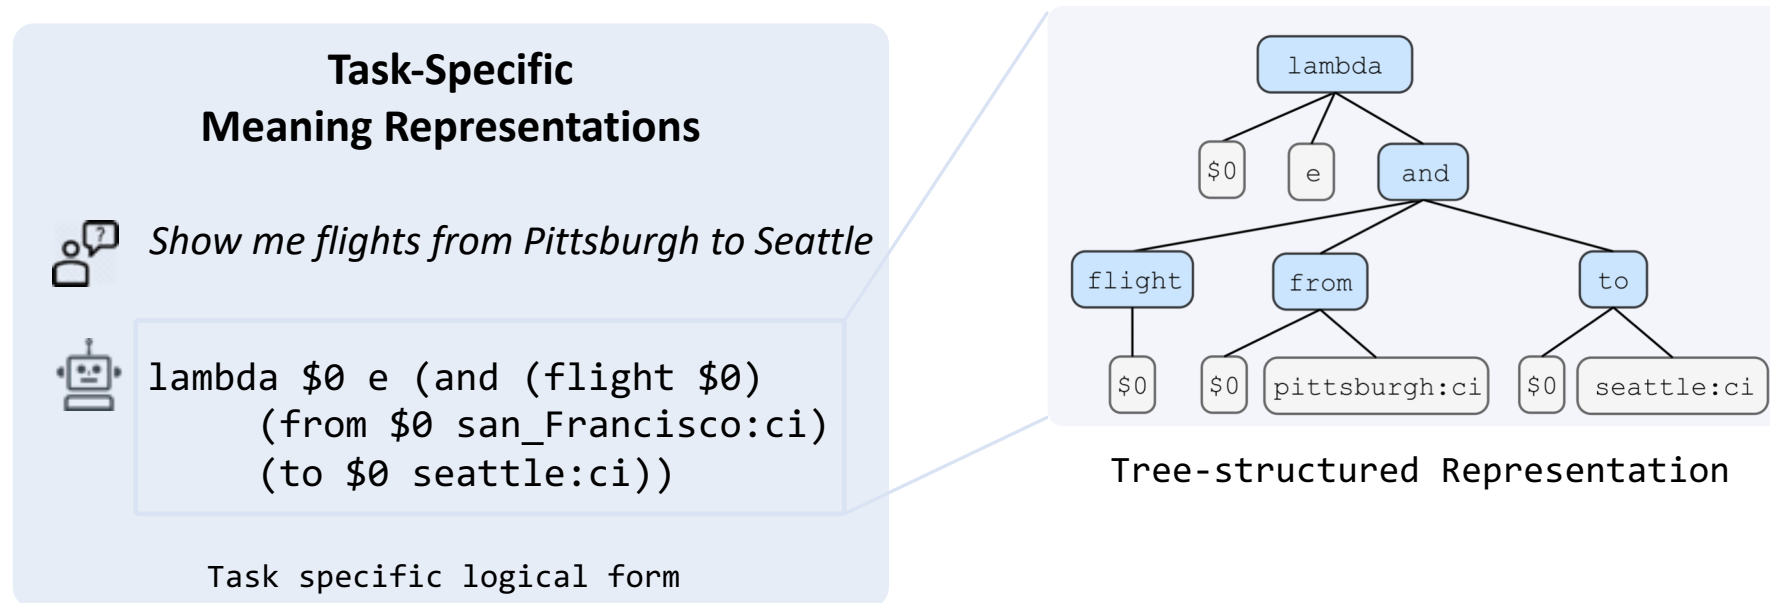 Task-Specific
Meaning Representations
?
Show me flights from Pittsburgh to Seattle
lambda $0 e (and (flight $0)
(from $0 san_Francisco:ci)
(to $0 seattle:ci))
Task specific logical form
lambda
$0 e and
flight from to
$0 $0 pittsburgh:ci $0 seattle:ci
Tree-structured Representation